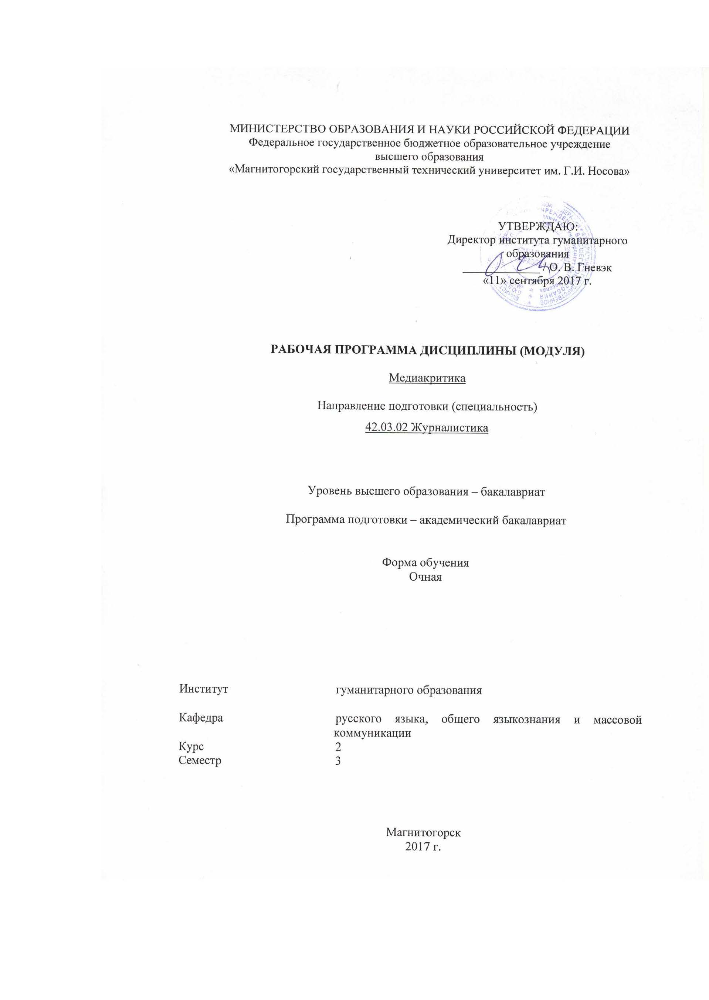 МИНИСТЕРСТВО ОБРАЗОВАНИЯ И НАУКИ РОССИЙСКОЙ ФЕДЕРАЦИИ
Федеральное государственное бюджетное образовательное учреждение
высшего образования
«Магнитогорский государственный технический университет им. Г.И. Носова»
УТВЕРЖДАЮ:
Директор института гуманитарного
образования
/ О. В. Гневэк
«11» сентября 2017 г.
РАБОЧАЯ ПРОГРАММА ДИСЦИПЛИНЫ (МОДУЛЯ)
Медиакритика
Направление подготовки (специальность)
42.03.02 Журналистика
Уровень высшего образования – бакалавриат
Программа подготовки – академический бакалавриат
Форма обучения
Очная
Институт гуманитарного образования
Кафедра русского языка, общего языкознания и массовой
коммуникации
Курс 2
Семестр 3
Магнитогорск
2017 г.